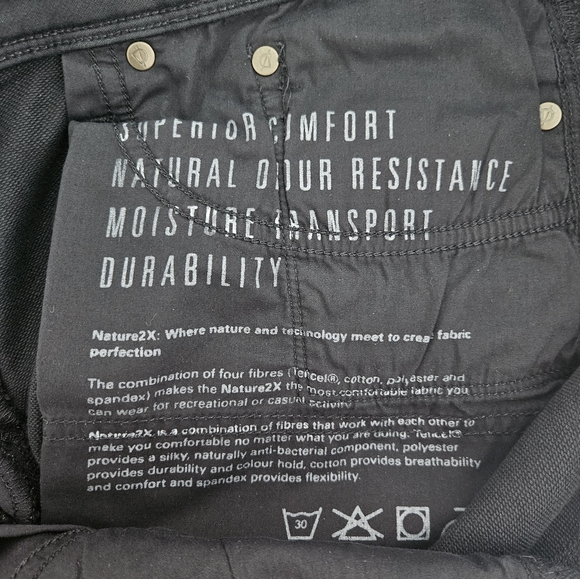 SUPERIOR COMFORT
NATURAL ODOUR RESISTANCE
MOISTURE TRANSPORT
DURABILITY
Nature2X: Where nature and technology meet to crea fabric
perfection
The combination of four fibres (Tencel®, cotton, polyester and
spandex) makes the Nature2X the most comfortable fabric you
can wear for recreational or casual activity
Nature2X is a combination of fibres that work with each other to
make you comfortable no matter what you are doing. Tencel®
provides a silky, naturally anti-bacterial component, polyester
provides durability and colour hold, cotton provides breathability
and comfort and spandex provides flexibility.
30